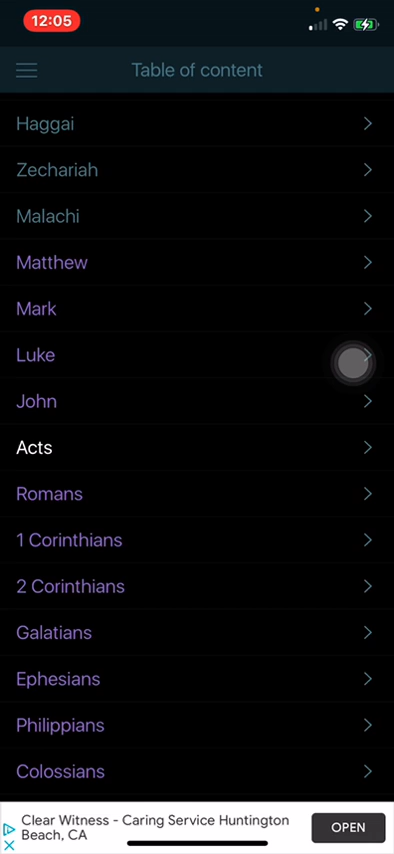 12:05
Table of content
Haggai
Zechariah
Malachi
Matthew
Mark
Luke
John
Acts
Romans
1 Corinthians
2 Corinthians
Galatians
Ephesians
Philippians
Colossians
Clear Witness - Caring Service Huntington
Beach, CA
OPEN